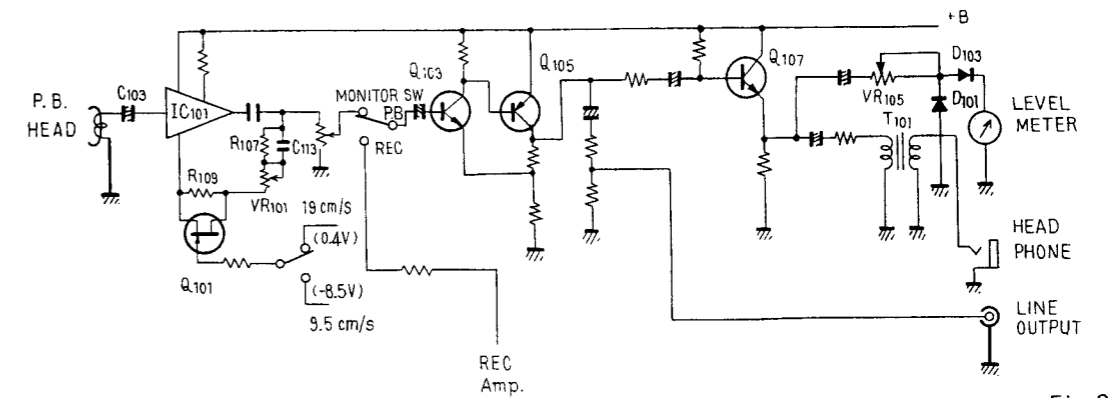 +B
Q103
Q105
Q107
D103
C103
P.B.
HEAD
IC101
MONITOR SW
P.B.
REC
VR105
D101
LEVEL
METER
T101
R107
C113
R109
VR101
19 cm/s
(0.4V)
Q101
(-8.5V)
9.5 cm/s
HEAD
PHONE
LINE
OUTPUT
REC
Amp.